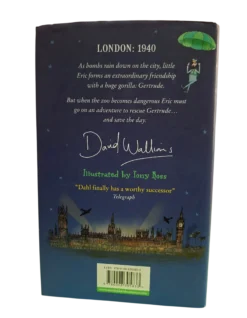 LONDON: 1940
As bombs rain down on the city, little
Eric forms an extraordinary friendship
with a huge gorilla: Gertrude.
But when the zoo becomes dangerous Eric must
go on an adventure to rescue Gertrude...
and save the day.
David Walliams
Illustrated by Tony Ross
"Dahl finally has a worthy successor"
Telegraph